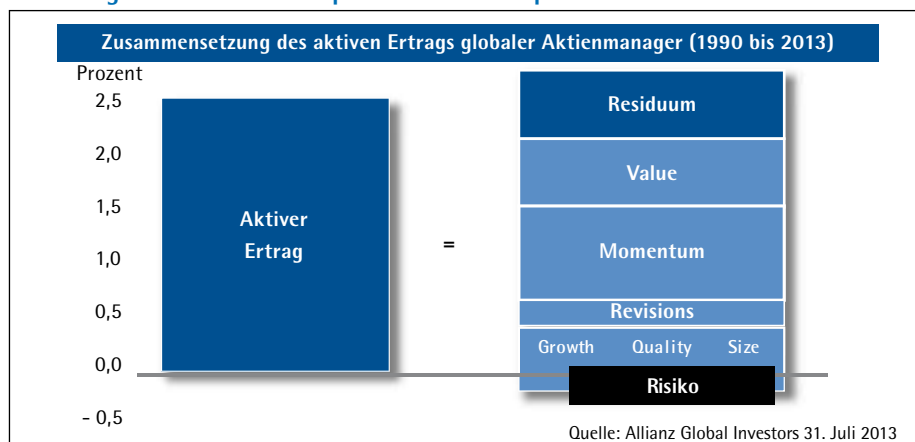 Zusammensetzung des aktiven Ertrags globaler Aktienmanager (1990 bis 2013)
Prozent
2,5
2,0
1,5
1,0
0,5
0,0
- 0,5
Aktiver
Ertrag
=
Residuum
Value
Momentum
Revisions
Growth Quality Size
Risiko
Quelle: Allianz Global Investors 31. Juli 2013